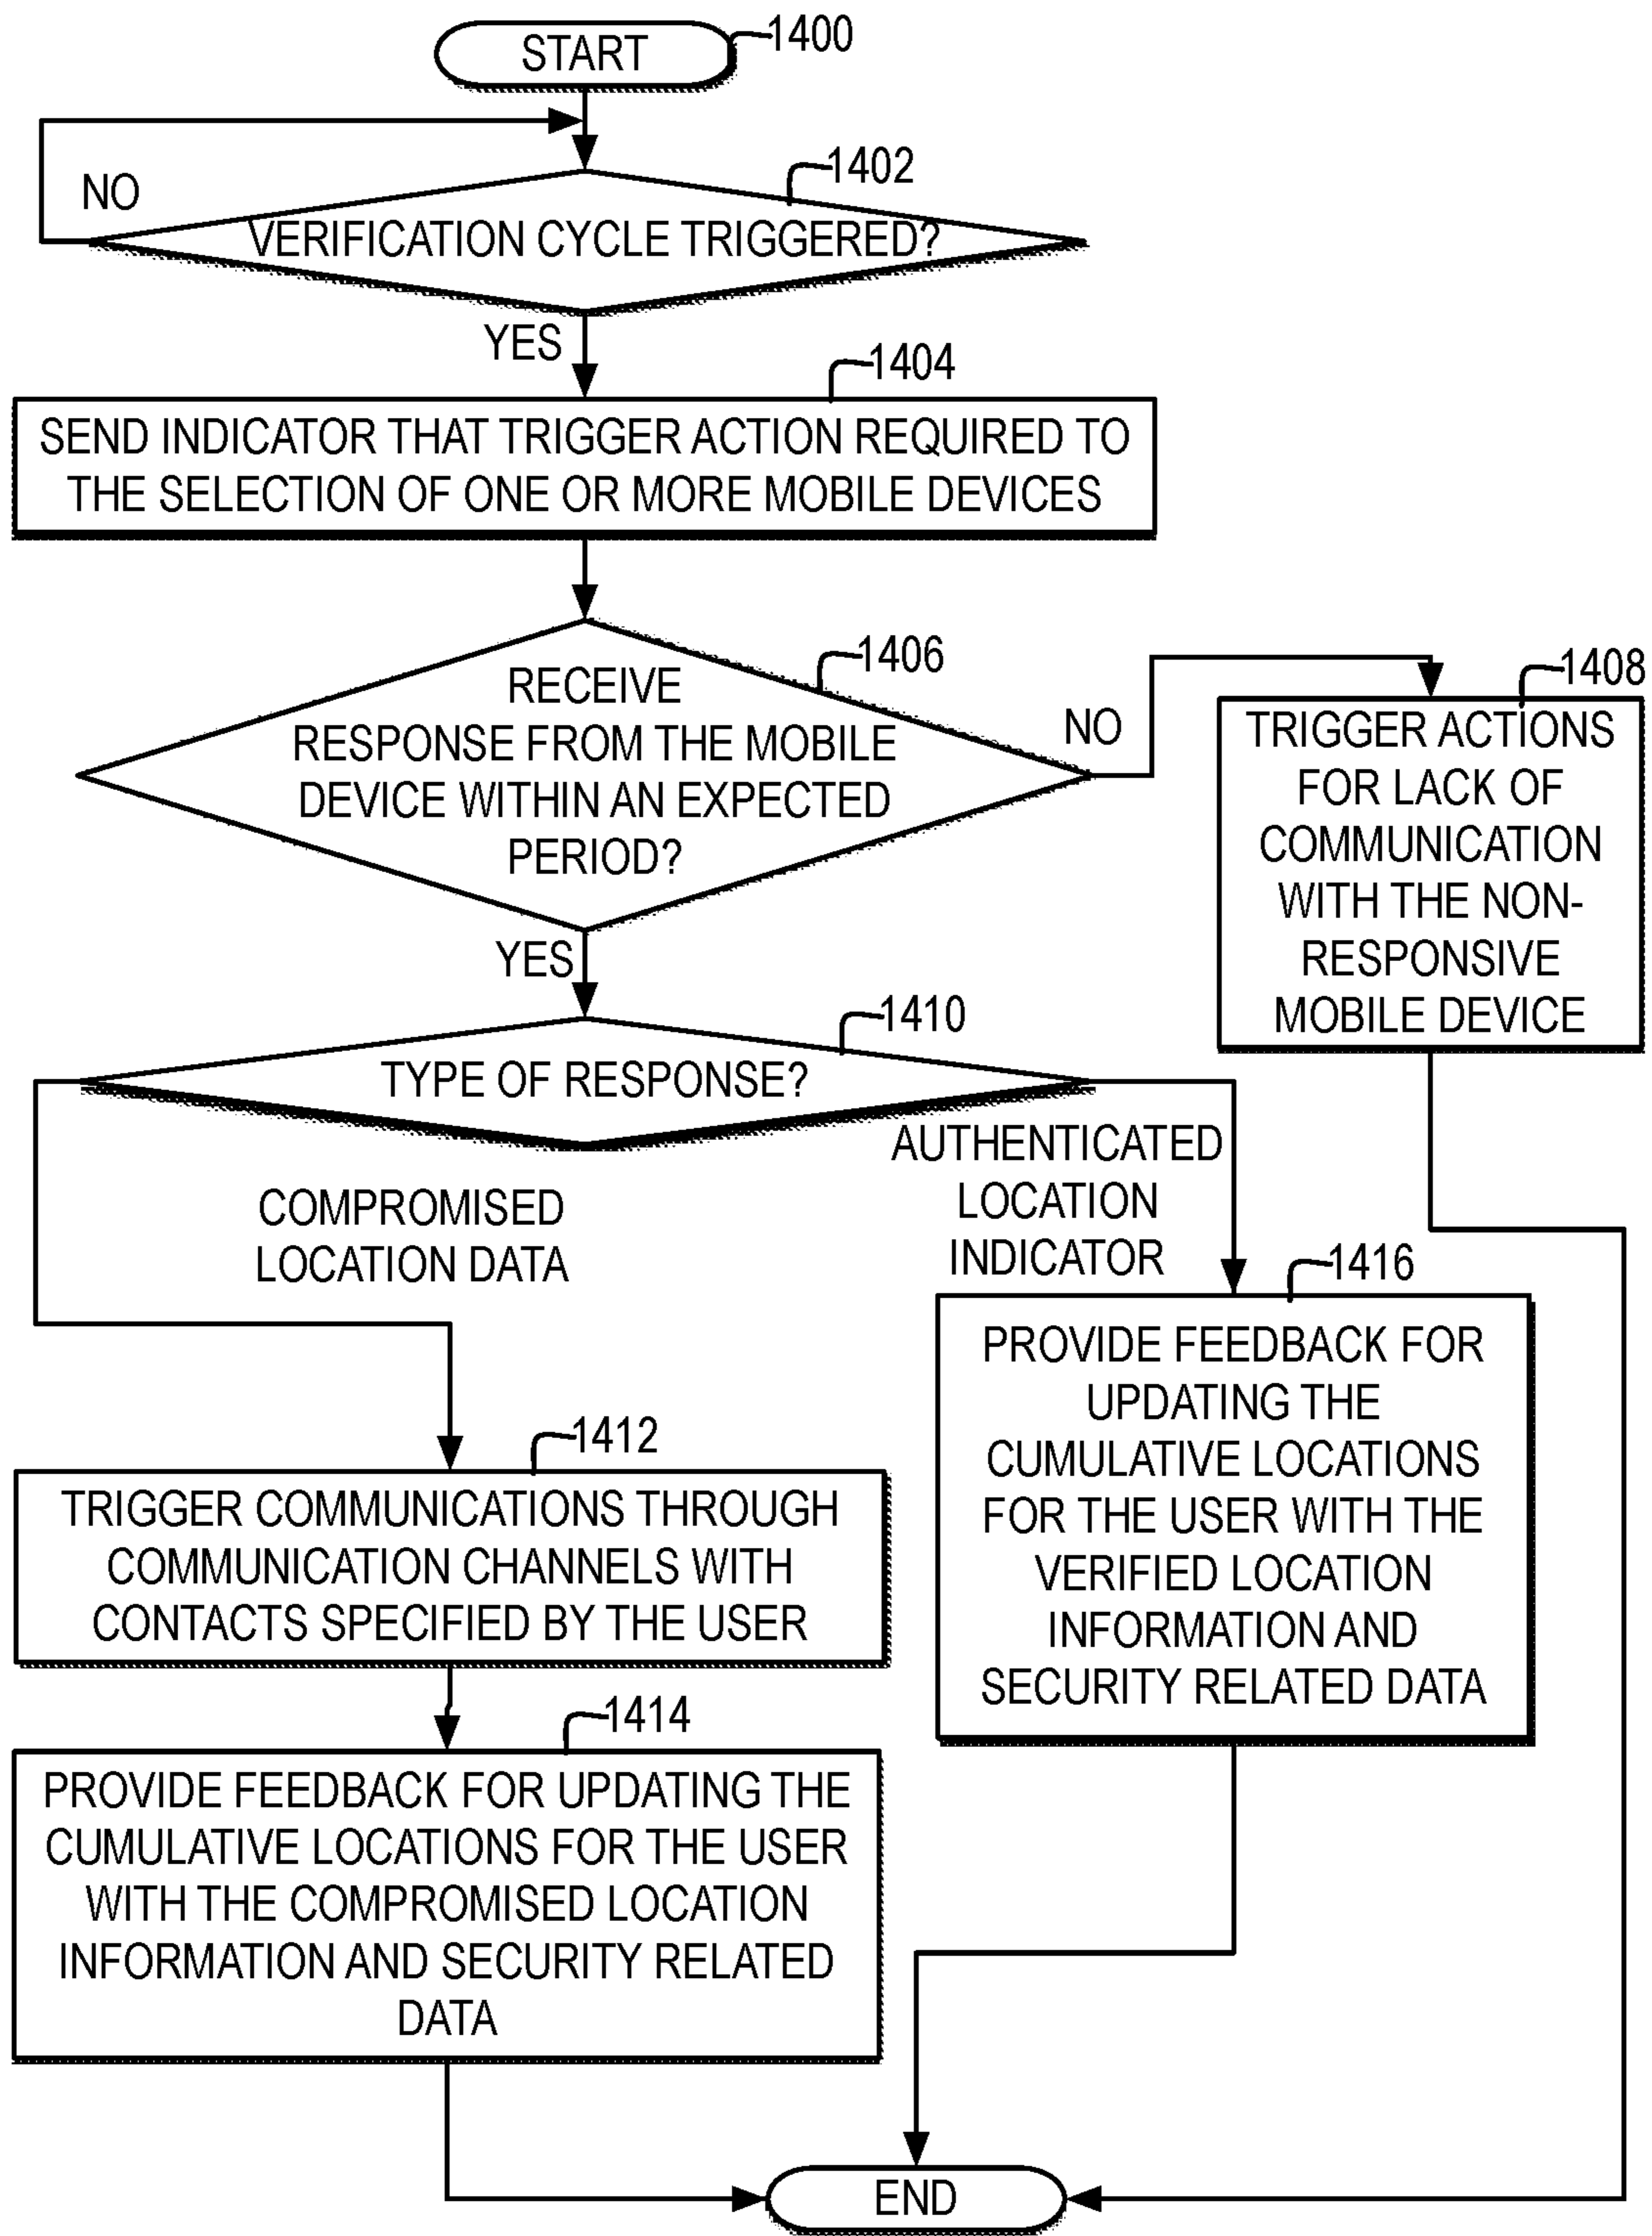 START
1400
NO
1402
VERIFICATION CYCLE TRIGGERED?
YES
1404
SEND INDICATOR THAT TRIGGER ACTION REQUIRED TO
THE SELECTION OF ONE OR MORE MOBILE DEVICES
1406
RECEIVE
RESPONSE FROM THE MOBILE
DEVICE WITHIN AN EXPECTED
PERIOD?
NO
1408
TRIGGER ACTIONS
FOR LACK OF
COMMUNICATION
WITH THE NON-
RESPONSIVE
MOBILE DEVICE
YES
1410
TYPE OF RESPONSE?
COMPROMISED
LOCATION DATA
AUTHENTICATED
LOCATION
INDICATOR
1412
TRIGGER COMMUNICATIONS THROUGH
COMMUNICATION CHANNELS WITH
CONTACTS SPECIFIED BY THE USER
1414
PROVIDE FEEDBACK FOR UPDATING THE
CUMULATIVE LOCATIONS FOR THE USER
WITH THE COMPROMISED LOCATION
INFORMATION AND SECURITY RELATED
DATA
1416
PROVIDE FEEDBACK FOR
UPDATING THE
CUMULATIVE LOCATIONS
FOR THE USER WITH THE
VERIFIED LOCATION
INFORMATION AND
SECURITY RELATED DATA
END